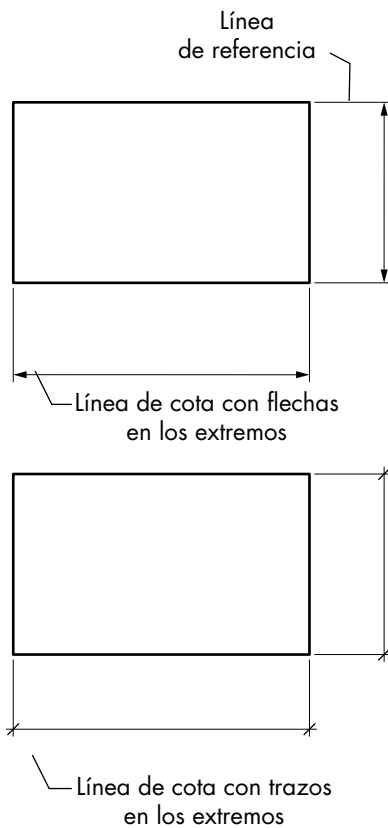 Línea
de referencia
Línea de cota con flechas
en los extremos
Línea de cota con trazos
en los extremos